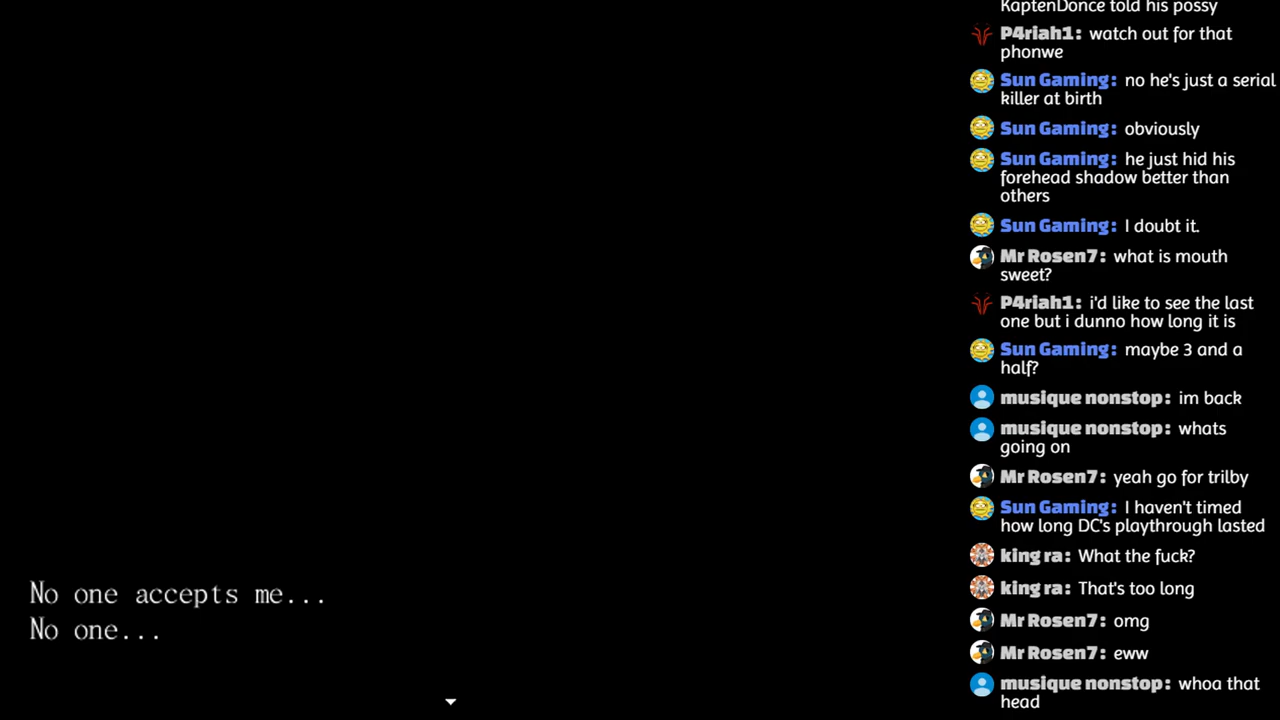 KaptenDonce told his possy
P4riah1: watch out for that
phonwe
Sun Gaming: no he's just a serial
killer at birth
Sun Gaming: obviously
Sun Gaming: he just hid his
forehead shadow better than
others
Sun Gaming: I doubt it.
Mr Rosen7: what is mouth
sweet?
P4riah1: i'd like to see the last
one but i dunno how long it is
Sun Gaming: maybe 3 and a
half?
musique nonstop: im back
musique nonstop: whats
going on
Mr Rosen7: yeah go for trilby
Sun Gaming: I haven't timed
how long DC's playthrough lasted
king ra: What the fuck?
king ra: That's too long
Mr Rosen7: omg
Mr Rosen7: eww
musique nonstop: whoa that
head
No one accepts me...
No one...